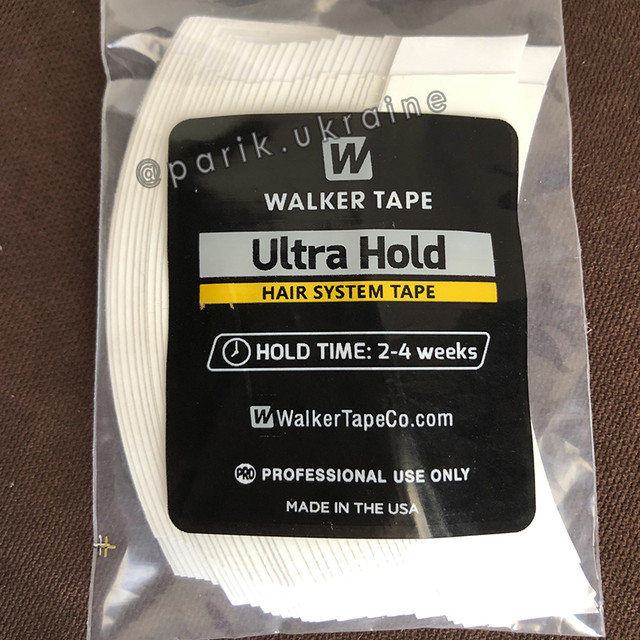 @parik.ukraine
W
WALKER TAPE
Ultra Hold
HAIR SYSTEM TAPE
HOLD TIME: 2-4 weeks
W WalkerTapeCo.com
PRO PROFESSIONAL USE ONLY
MADE IN THE USA